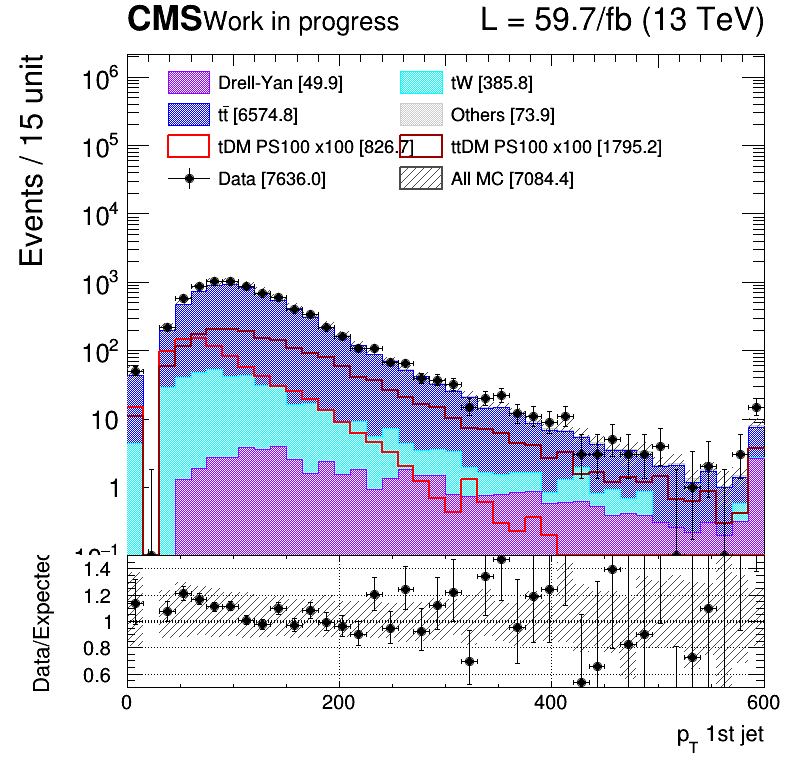 CMS Work in progress L = 59.7/fb (13 TeV)
Events / 15 unit
10⁶
10⁵
10⁴
10³
10²
10
1
10⁻¹
Drell-Yan [49.9] tW [385.8]
tt̄ [6574.8] Others [73.9]
tDM PS100 x100 [826.7] ttDM PS100 x100 [1795.2]
Data [7636.0] All MC [7084.4]
Data/Expected
1.4
1.2
1
0.8
0.6
0 200 400 600
p_T 1st jet